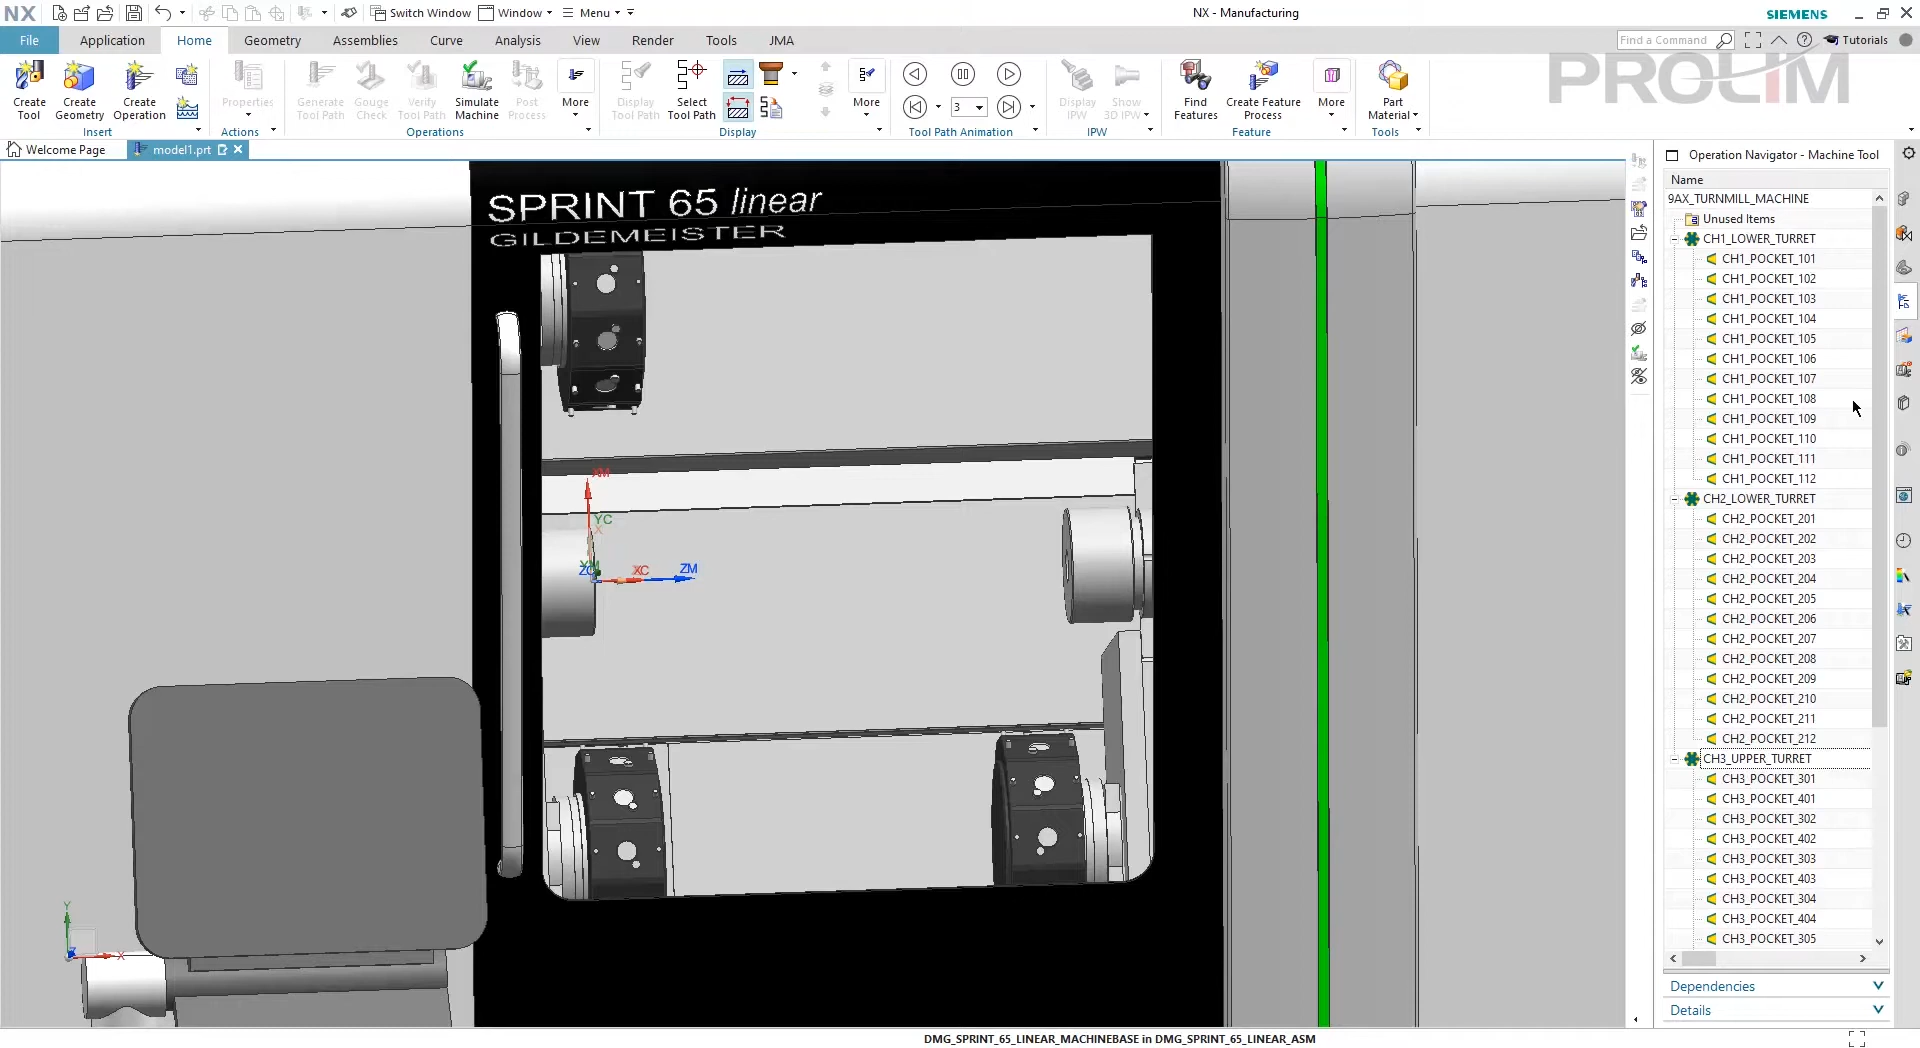 NX
Switch Window
Window
Menu
NX - Manufacturing
SIEMENS
File
Application
Home
Geometry
Assemblies
Curve
Analysis
View
Render
Tools
JMA
Find a Command
Tutorials
PROLIM
Create Tool
Create Geometry
Create Operation
Properties
Generate Tool Path
Gouge Check
Verify Tool Path
Simulate Machine
Post Process
More
Display Tool Path
Select Tool Path
More
3
Display IPW
Show 3D IPW
Find Features
Create Feature Process
More
Part Material
Insert
Actions
Operations
Display
Tool Path Animation
IPW
Feature
Tools
Welcome Page
model1.prt
Operation Navigator - Machine Tool
Name
9AX_TURNMILL_MACHINE
Unused Items
CH1_LOWER_TURRET
CH1_POCKET_101
CH1_POCKET_102
CH1_POCKET_103
CH1_POCKET_104
CH1_POCKET_105
CH1_POCKET_106
CH1_POCKET_107
CH1_POCKET_108
CH1_POCKET_109
CH1_POCKET_110
CH1_POCKET_111
CH1_POCKET_112
CH2_LOWER_TURRET
CH2_POCKET_201
CH2_POCKET_202
CH2_POCKET_203
CH2_POCKET_204
CH2_POCKET_205
CH2_POCKET_206
CH2_POCKET_207
CH2_POCKET_208
CH2_POCKET_209
CH2_POCKET_210
CH2_POCKET_211
CH2_POCKET_212
CH3_UPPER_TURRET
CH3_POCKET_301
CH3_POCKET_401
CH3_POCKET_302
CH3_POCKET_402
CH3_POCKET_303
CH3_POCKET_403
CH3_POCKET_304
CH3_POCKET_404
CH3_POCKET_305
Dependencies
Details
SPRINT 65 linear
GILDEMEISTER
XM
YC
X
YM
ZC
XC
ZM
Y
Z
X
DMG_SPRINT_65_LINEAR_MACHINEBASE in DMG_SPRINT_65_LINEAR_ASM